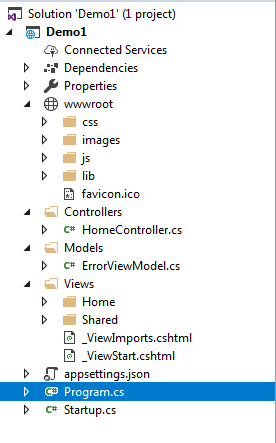 Solution 'Demo1' (1 project)
Demo1
Connected Services
Dependencies
Properties
wwwroot
css
images
js
lib
favicon.ico
Controllers
C# HomeController.cs
Models
C# ErrorViewModel.cs
Views
Home
Shared
_ViewImports.cshtml
_ViewStart.cshtml
appsettings.json
C# Program.cs
C# Startup.cs